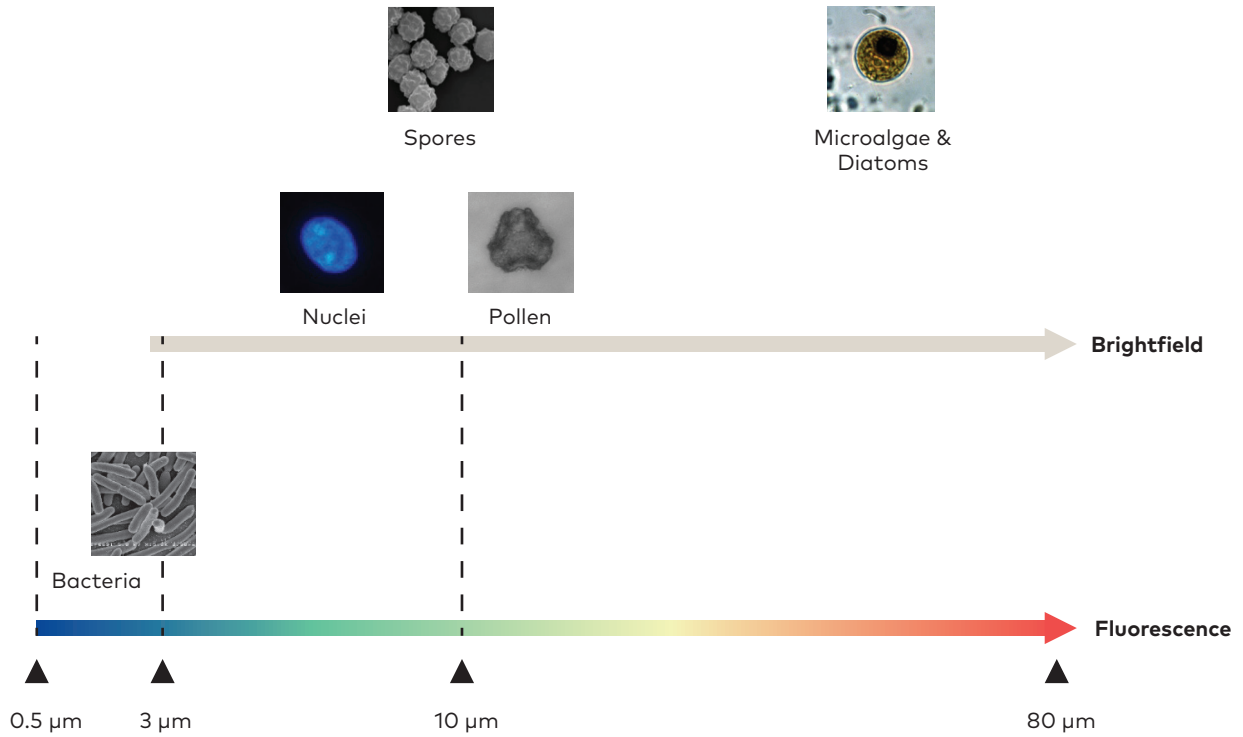 Spores
Microalgae &
Diatoms
Nuclei
Pollen
Brightfield
Bacteria
Fluorescence
0.5 μm
3 μm
10 μm
80 μm